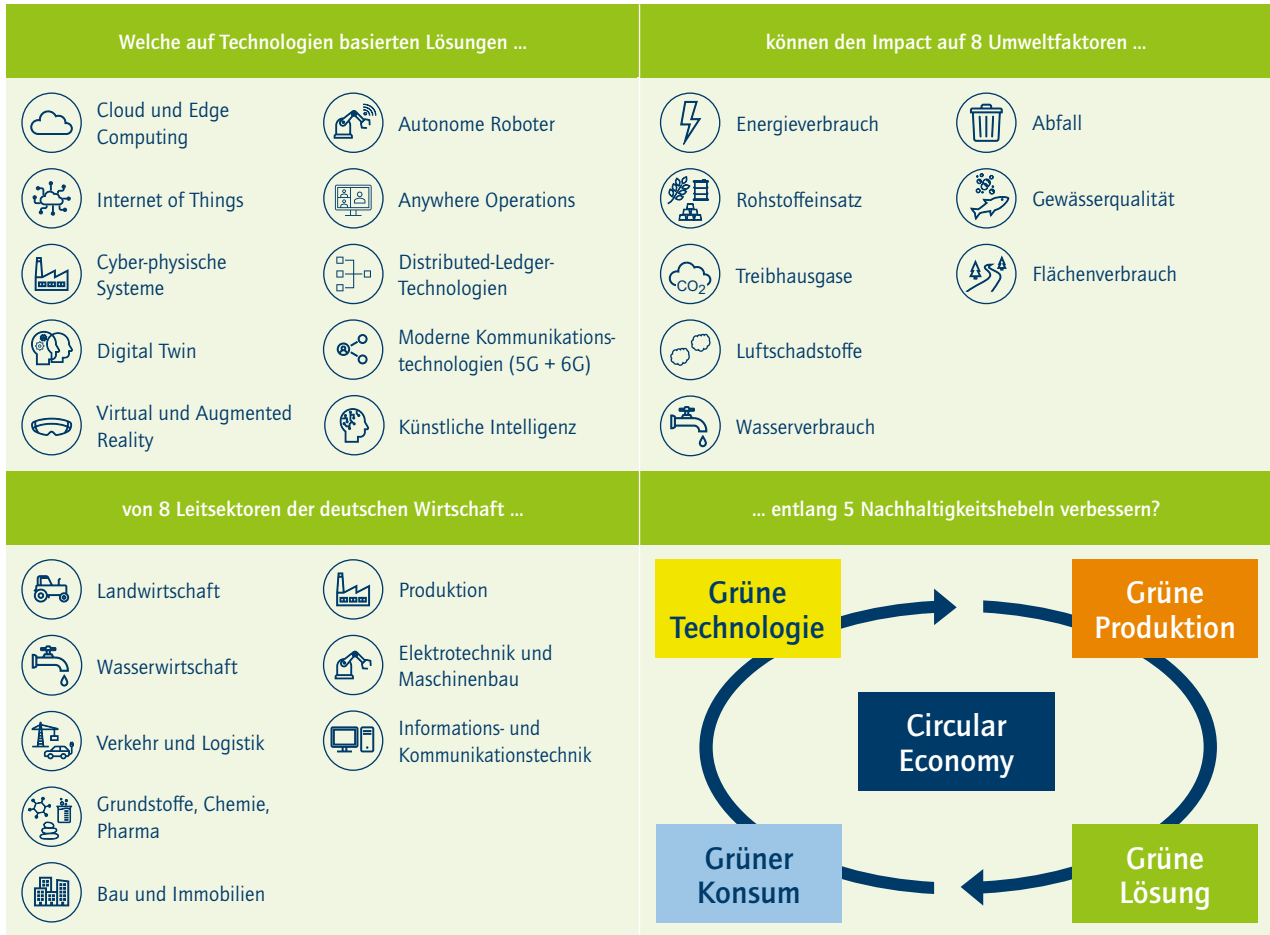 Welche auf Technologien basierten Lösungen ...
können den Impact auf 8 Umweltfaktoren ...
Cloud und Edge
Computing
Internet of Things
Cyber-physische
Systeme
Digital Twin
Virtual und Augmented
Reality
Autonome Roboter
Anywhere Operations
Distributed-Ledger-
Technologien
Moderne Kommunikations-
technologien (5G + 6G)
Künstliche Intelligenz
Energieverbrauch
Rohstoffeinsatz
CO2
Treibhausgase
Luftschadstoffe
Wasserverbrauch
Abfall
Gewässerqualität
Flächenverbrauch
von 8 Leitsektoren der deutschen Wirtschaft ...
... entlang 5 Nachhaltigkeitshebeln verbessern?
Landwirtschaft
Wasserwirtschaft
Verkehr und Logistik
Grundstoffe, Chemie,
Pharma
Bau und Immobilien
Produktion
Elektrotechnik und
Maschinenbau
Informations- und
Kommunikationstechnik
Grüne
Technologie
Grüne
Produktion
Circular
Economy
Grüner
Konsum
Grüne
Lösung